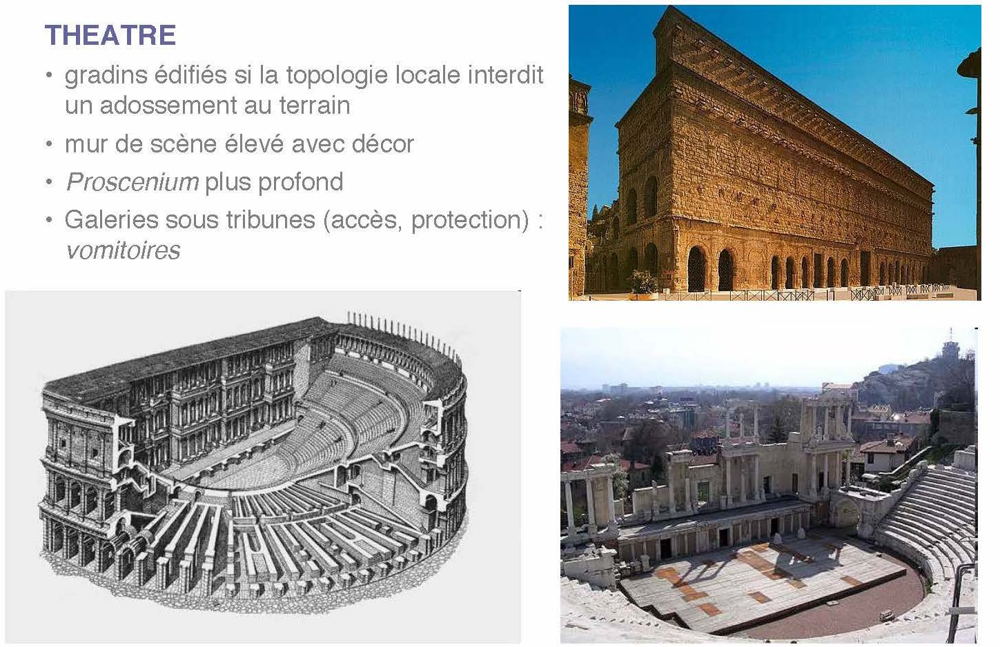 THEATRE
• gradins édifiés si la topologie locale interdit
un adossement au terrain
• mur de scène élevé avec décor
• Proscenium plus profond
• Galeries sous tribunes (accès, protection) :
vomitoires